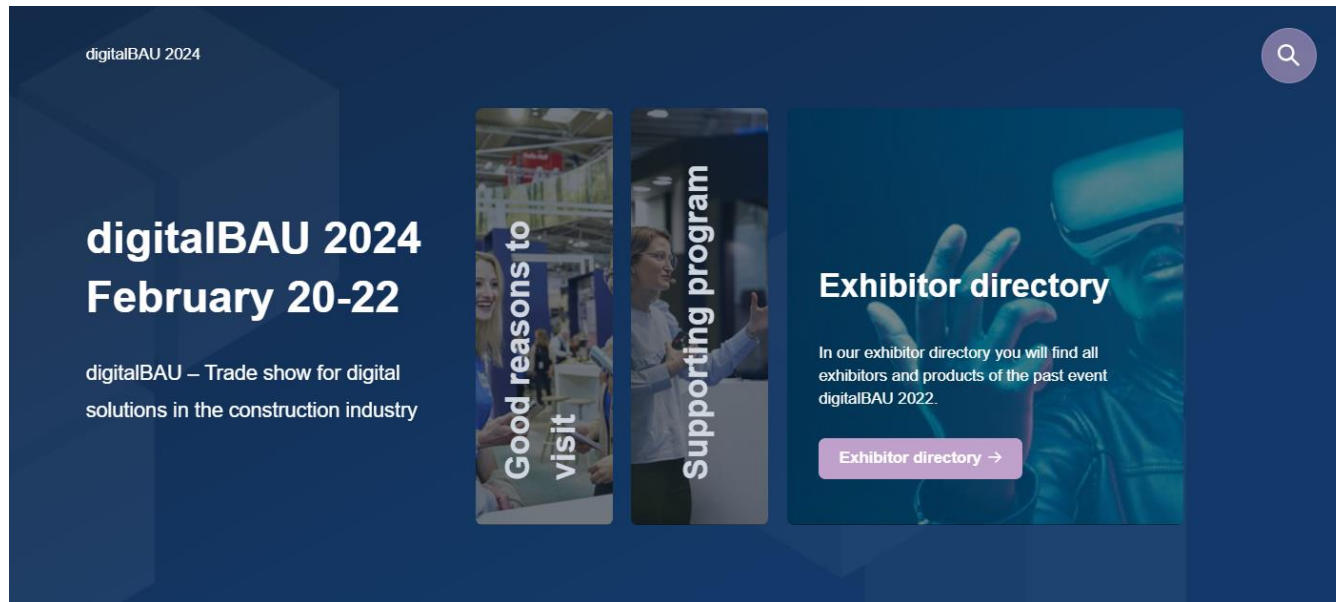 digitalBAU 2024
digitalBAU 2024
February 20-22
digitalBAU – Trade show for digital
solutions in the construction industry
Good reasons to
visit
Supporting program
Exhibitor directory
In our exhibitor directory you will find all
exhibitors and products of the past event
digitalBAU 2022.
Exhibitor directory →